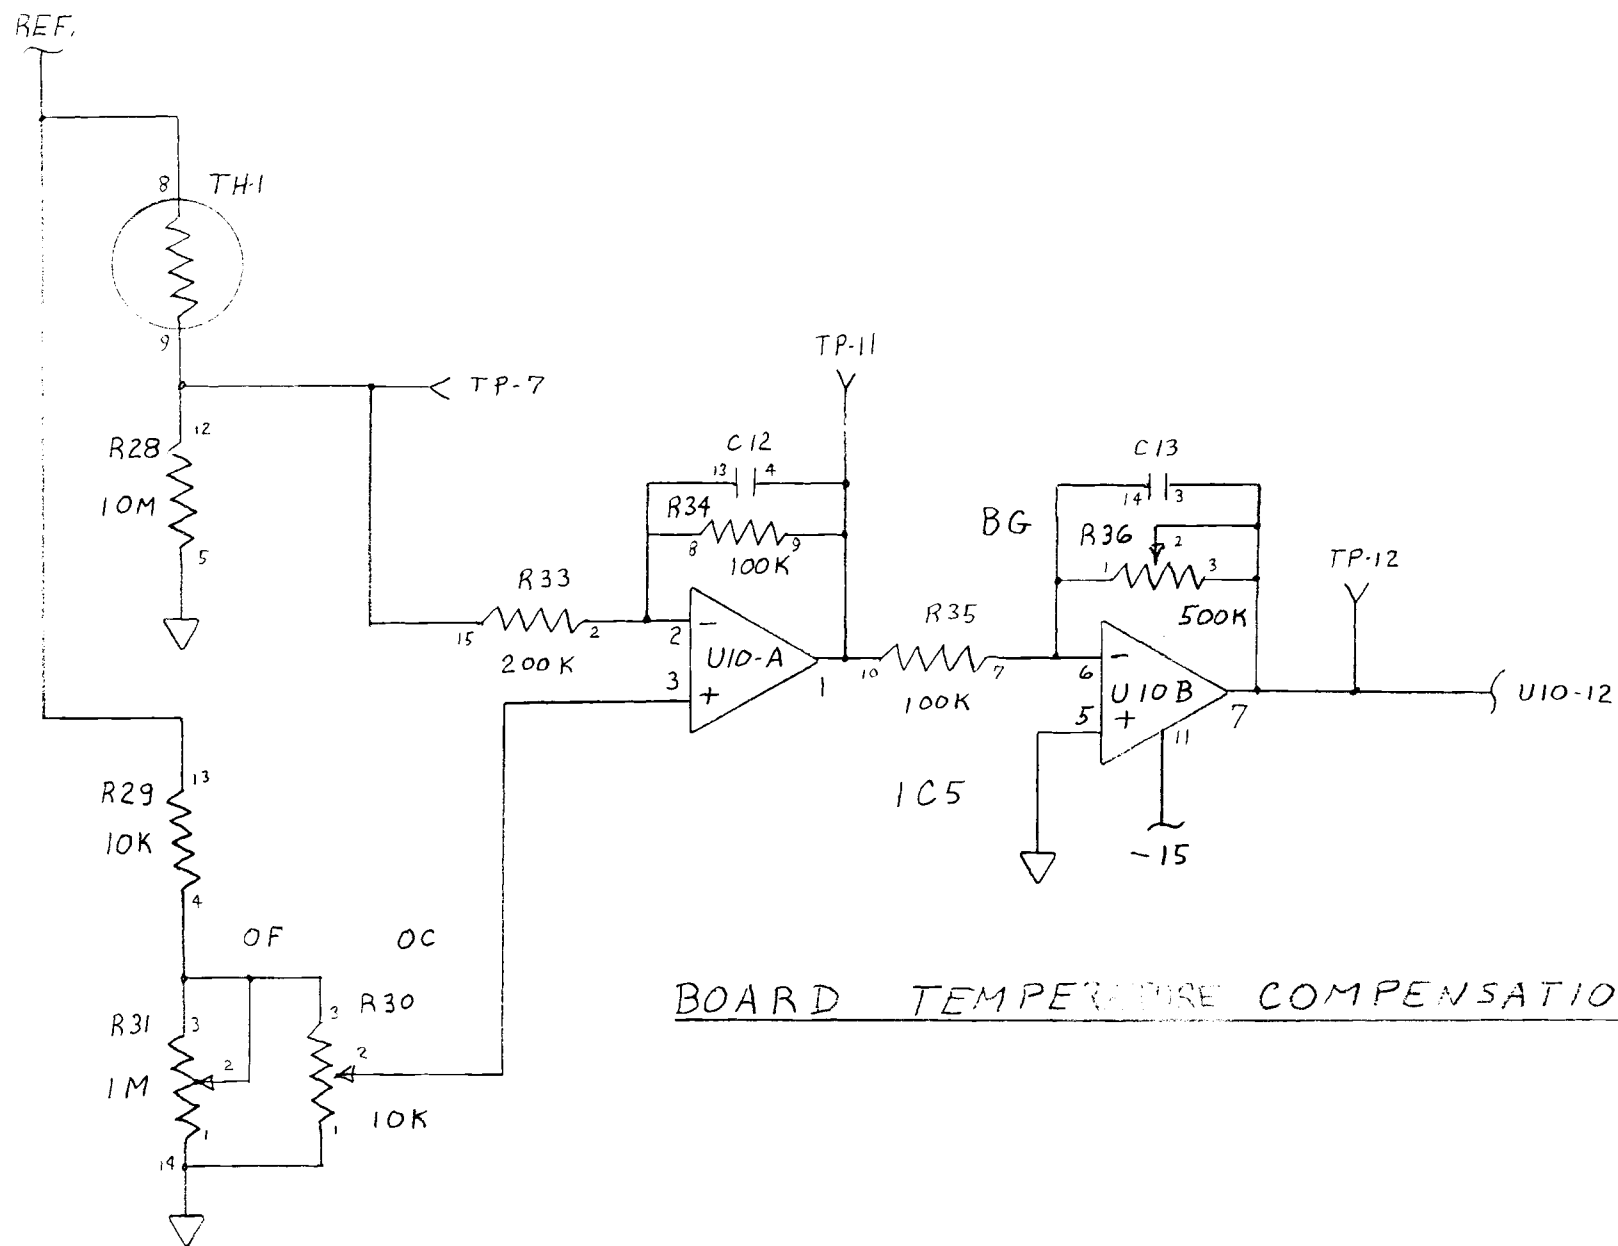 REF.
8 TH-1
9
TP-7
12
R28
10M
5
TP-11
C12
13 4
R34
8 9
100K
R33
15 2
200K
2 -
U10-A
3 +
1
R35
10 7
100K
C13
14 3
BG
R36 2
1 3
500K
TP-12
6 -
U10B
5 +
7
11
-15
U10-12
IC5
13
R29
10K
4
OF OC
R31 3
2
1M
1
14
3 R30
2
10K
1
BOARD TEMPERATURE COMPENSATIO